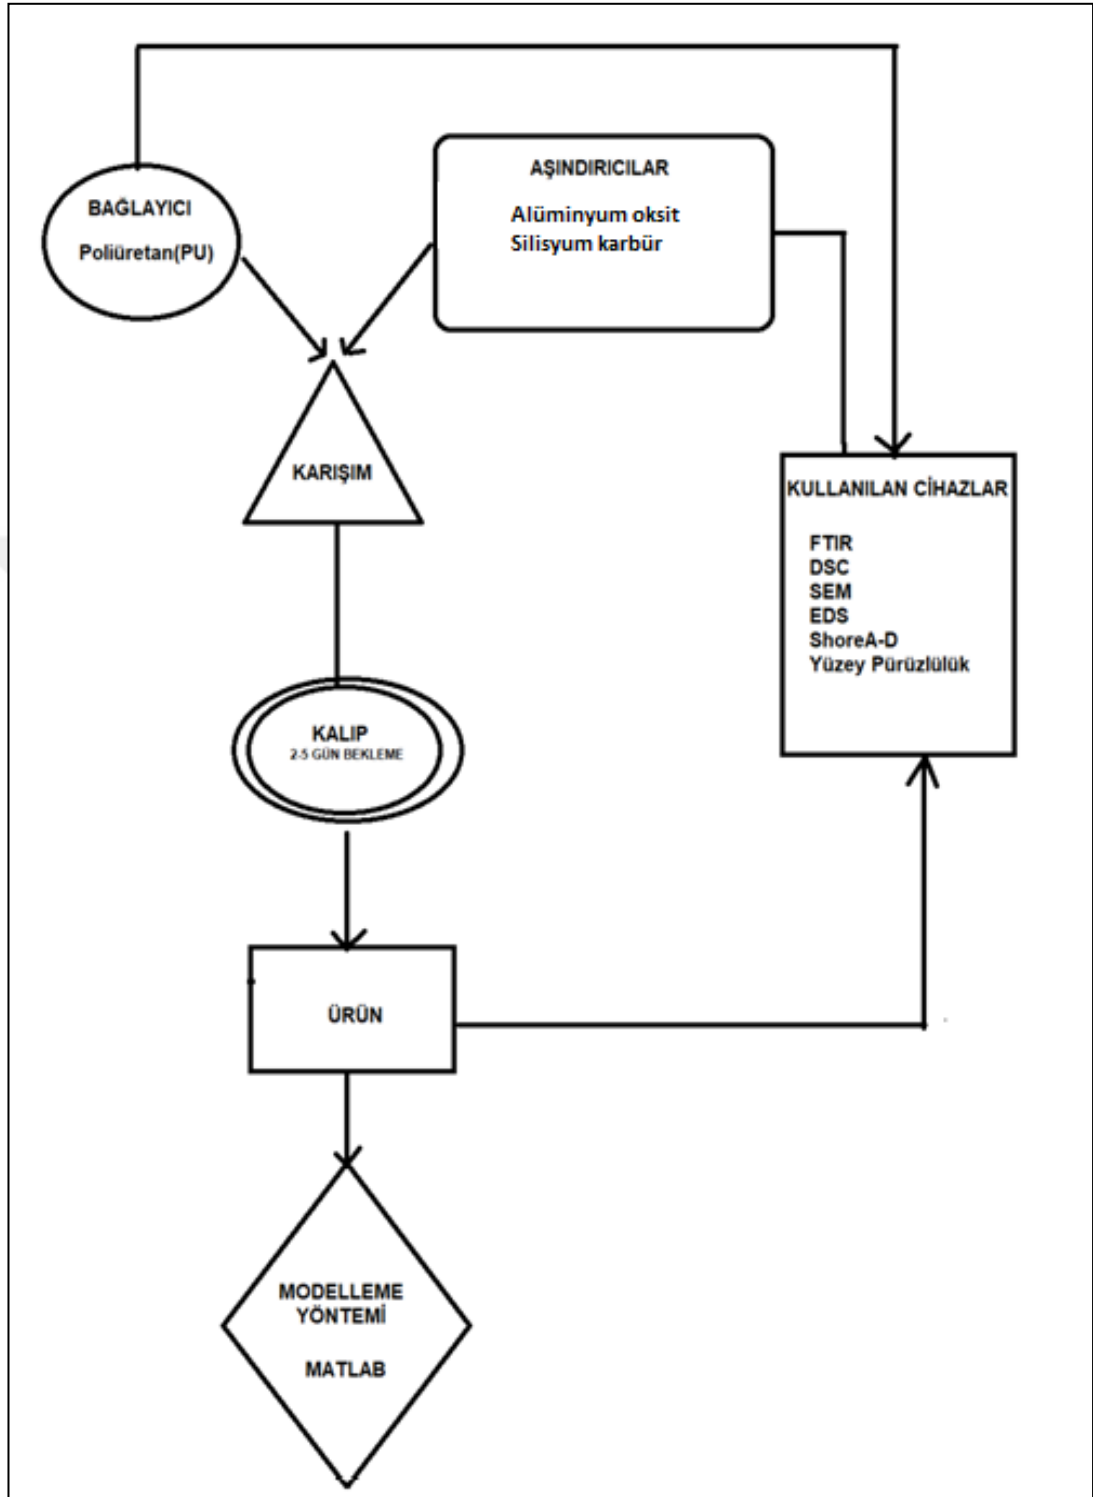 BAĞLAYICI
Poliüretan(PU)
AŞINDIRICILAR
Alüminyum oksit
Silisyum karbür
KARIŞIM
KULLANILAN CİHAZLAR
FTIR
DSC
SEM
EDS
ShoreA-D
Yüzey Pürüzlülük
KALIP
2-5 GÜN BEKLEME
ÜRÜN
MODELLEME
YÖNTEMİ
MATLAB